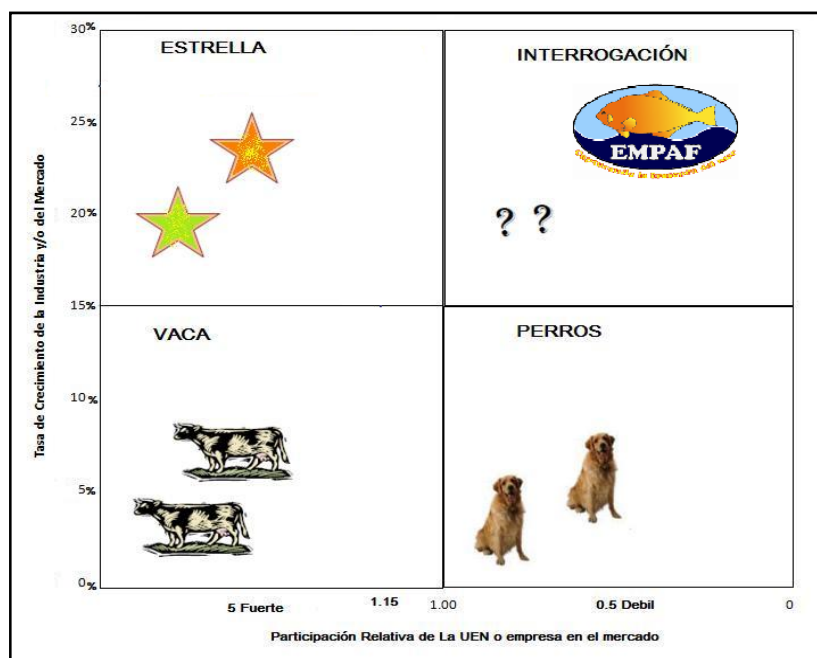 30%
ESTRELLA
INTERROGACIÓN
25%
EMPAF
20%
? ?
15%
VACA
PERROS
10%
5%
0%
Tasa de Crecimiento de la Industria y/o del Mercado
5 Fuerte
1.15
1.00
0.5 Debil
0
Participación Relativa de La UEN o empresa en el mercado